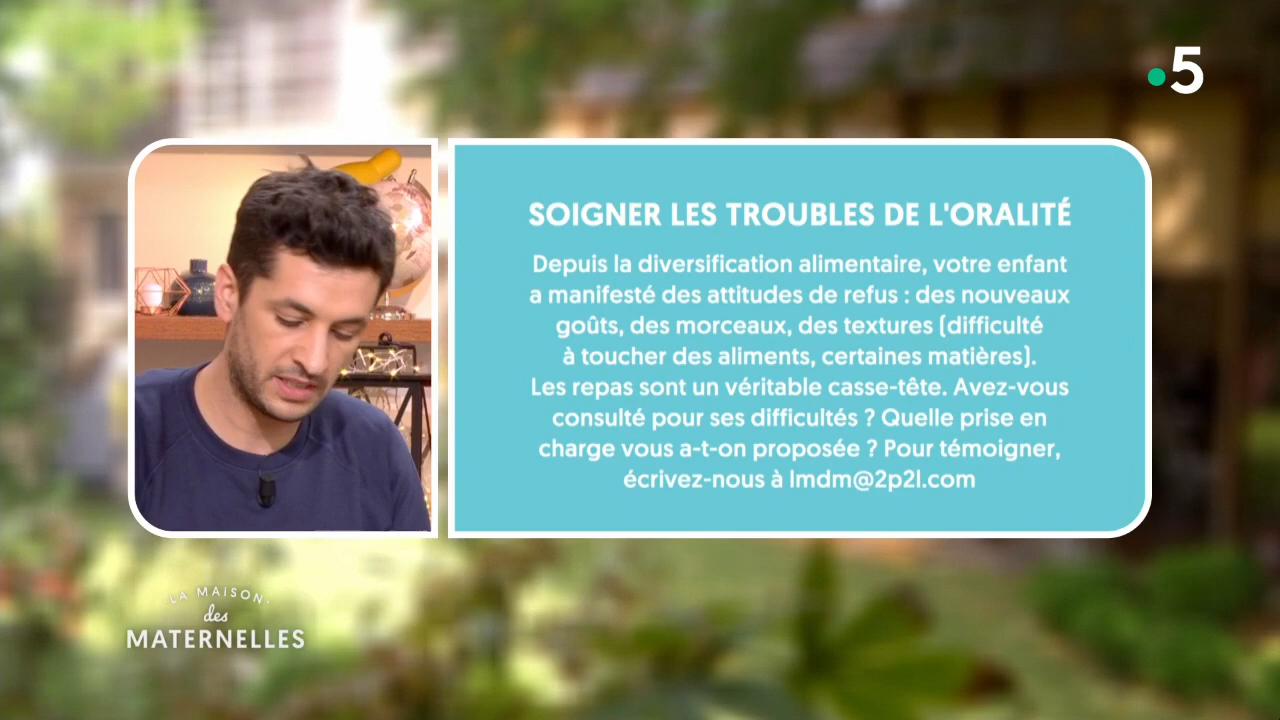 5
SOIGNER LES TROUBLES DE L'ORALITÉ
Depuis la diversification alimentaire, votre enfant
a manifesté des attitudes de refus : des nouveaux
goûts, des morceaux, des textures (difficulté
à toucher des aliments, certaines matières).
Les repas sont un véritable casse-tête. Avez-vous
consulté pour ses difficultés ? Quelle prise en
charge vous a-t-on proposée ? Pour témoigner,
écrivez-nous à lmdm@2p2l.com
LA MAISON
des
MATERNELLES